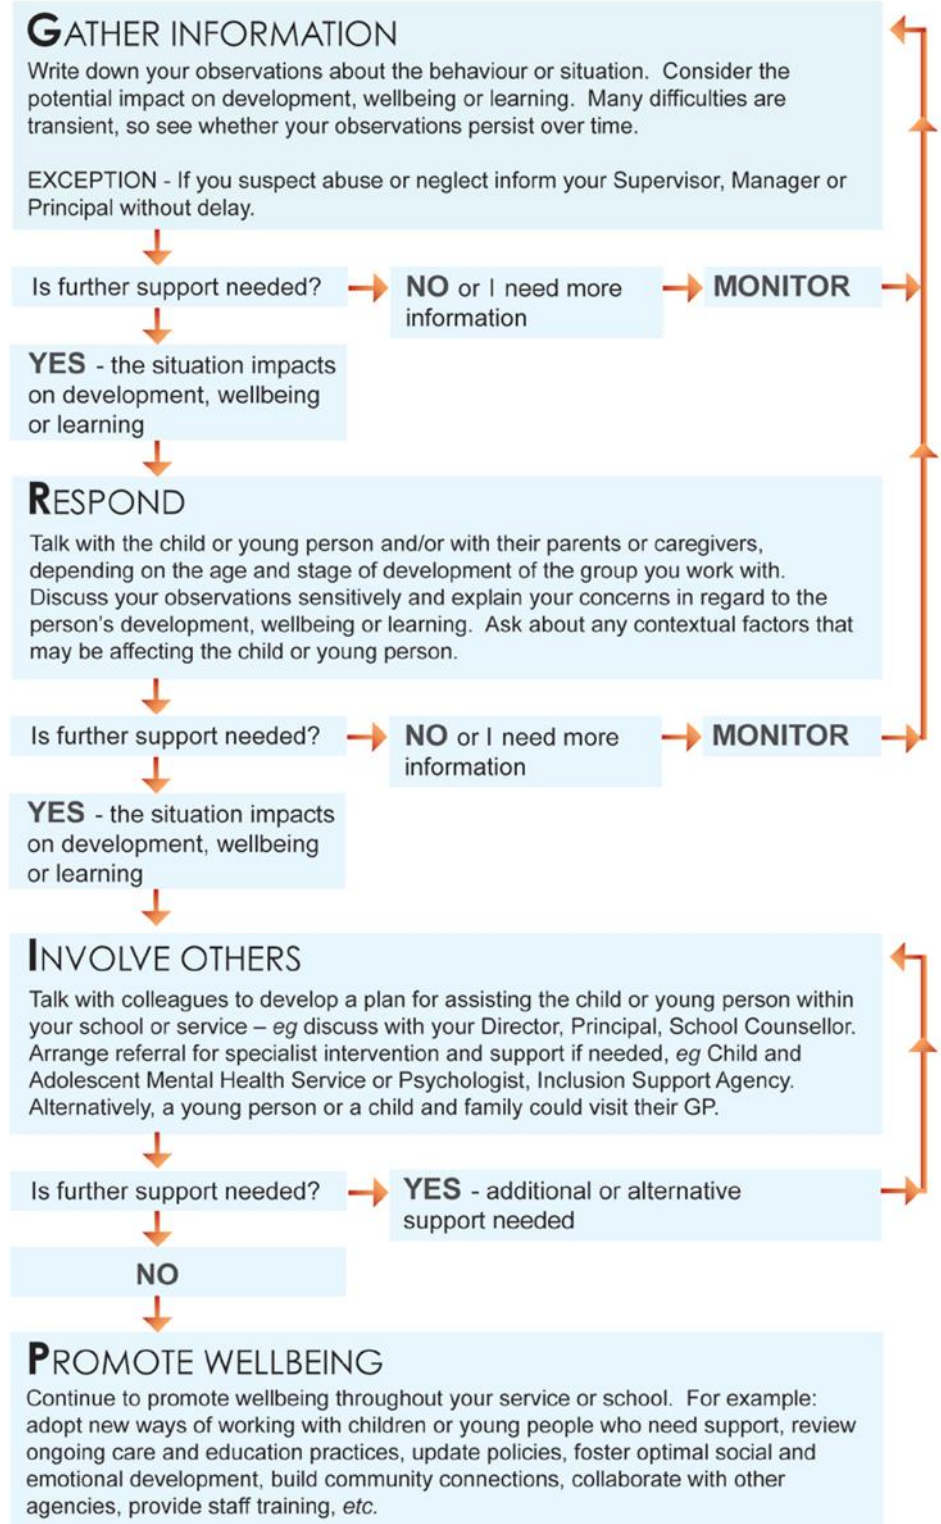 GATHER INFORMATION
Write down your observations about the behaviour or situation. Consider the
potential impact on development, wellbeing or learning. Many difficulties are
transient, so see whether your observations persist over time.
EXCEPTION - If you suspect abuse or neglect inform your Supervisor, Manager or
Principal without delay.
Is further support needed?
NO or I need more
information
MONITOR
YES - the situation impacts
on development, wellbeing
or learning
RESPOND
Talk with the child or young person and/or with their parents or caregivers,
depending on the age and stage of development of the group you work with.
Discuss your observations sensitively and explain your concerns in regard to the
person's development, wellbeing or learning. Ask about any contextual factors that
may be affecting the child or young person.
Is further support needed?
NO or I need more
information
MONITOR
YES - the situation impacts
on development, wellbeing
or learning
INVOLVE OTHERS
Talk with colleagues to develop a plan for assisting the child or young person within
your school or service – eg discuss with your Director, Principal, School Counsellor.
Arrange referral for specialist intervention and support if needed, eg Child and
Adolescent Mental Health Service or Psychologist, Inclusion Support Agency.
Alternatively, a young person or a child and family could visit their GP.
Is further support needed?
YES - additional or alternative
support needed
NO
PROMOTE WELLBEING
Continue to promote wellbeing throughout your service or school. For example:
adopt new ways of working with children or young people who need support, review
ongoing care and education practices, update policies, foster optimal social and
emotional development, build community connections, collaborate with other
agencies, provide staff training, etc.